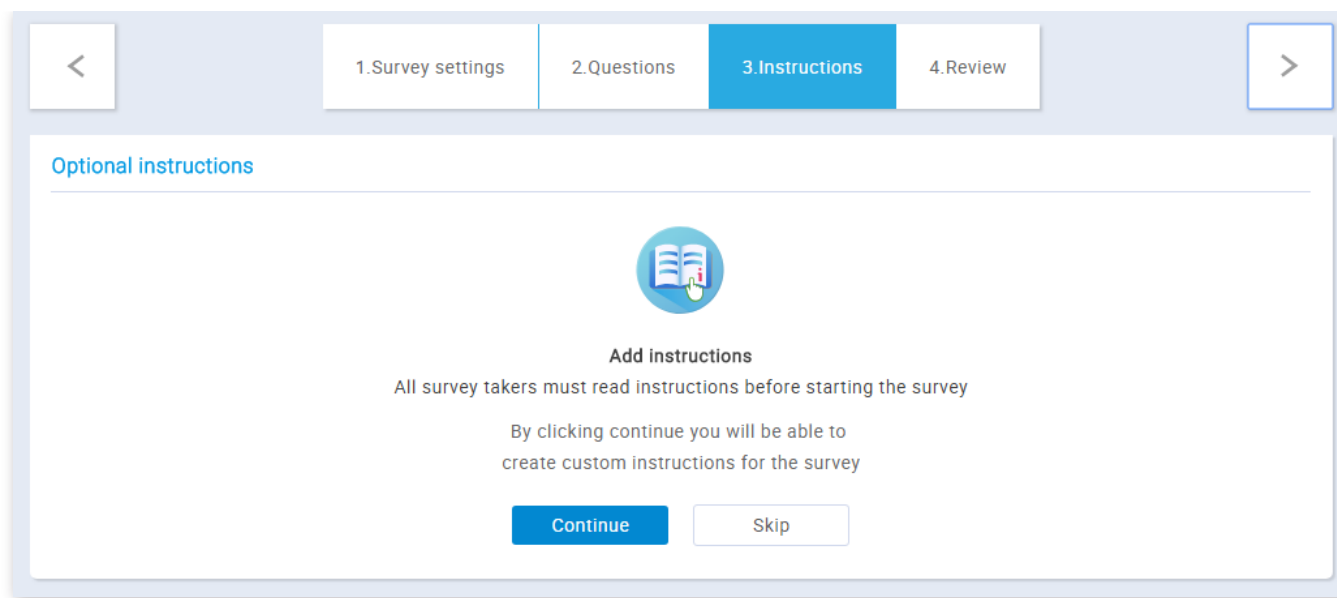 <
1.Survey settings
2.Questions
3.Instructions
4.Review
>
Optional instructions
i
Add instructions
All survey takers must read instructions before starting the survey
By clicking continue you will be able to
create custom instructions for the survey
Continue
Skip